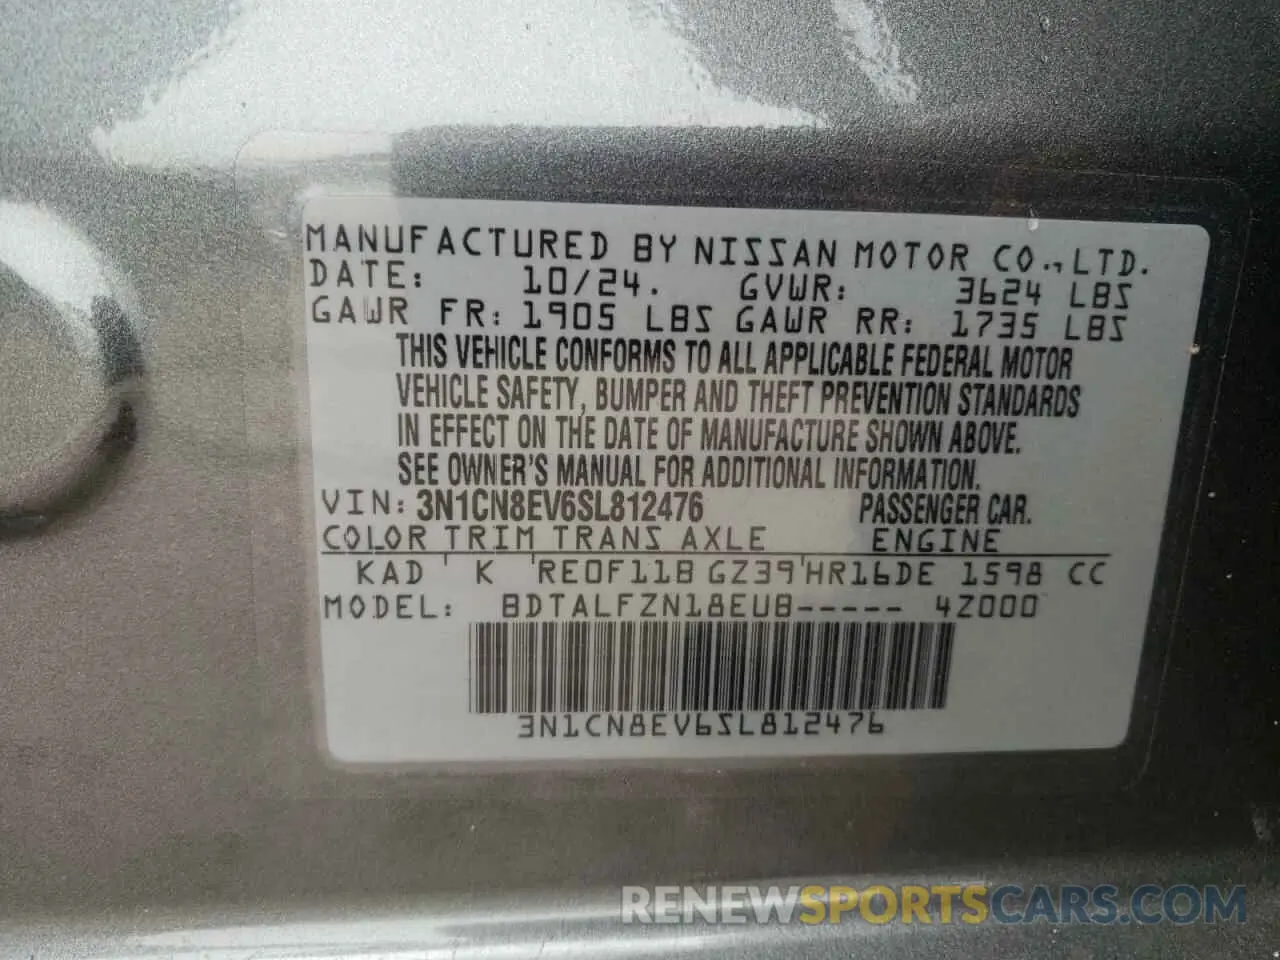 MANUFACTURED BY NISSAN MOTOR CO., LTD.
DATE: 10/24. GVWR: 3624 LBS
GAWR FR: 1905 LBS GAWR RR: 1735 LBS
THIS VEHICLE CONFORMS TO ALL APPLICABLE FEDERAL MOTOR
VEHICLE SAFETY, BUMPER AND THEFT PREVENTION STANDARDS
IN EFFECT ON THE DATE OF MANUFACTURE SHOWN ABOVE.
SEE OWNER'S MANUAL FOR ADDITIONAL INFORMATION.
VIN: 3N1CN8EV6SL812476 PASSENGER CAR.
COLOR TRIM TRANS AXLE ENGINE
KAD K RE0F11B GZ39 HR16DE 1598 CC
MODEL: BDTALFZN18EUB----- 4Z000
3N1CN8EV6SL812476
RENEWSPORTSCARS.COM